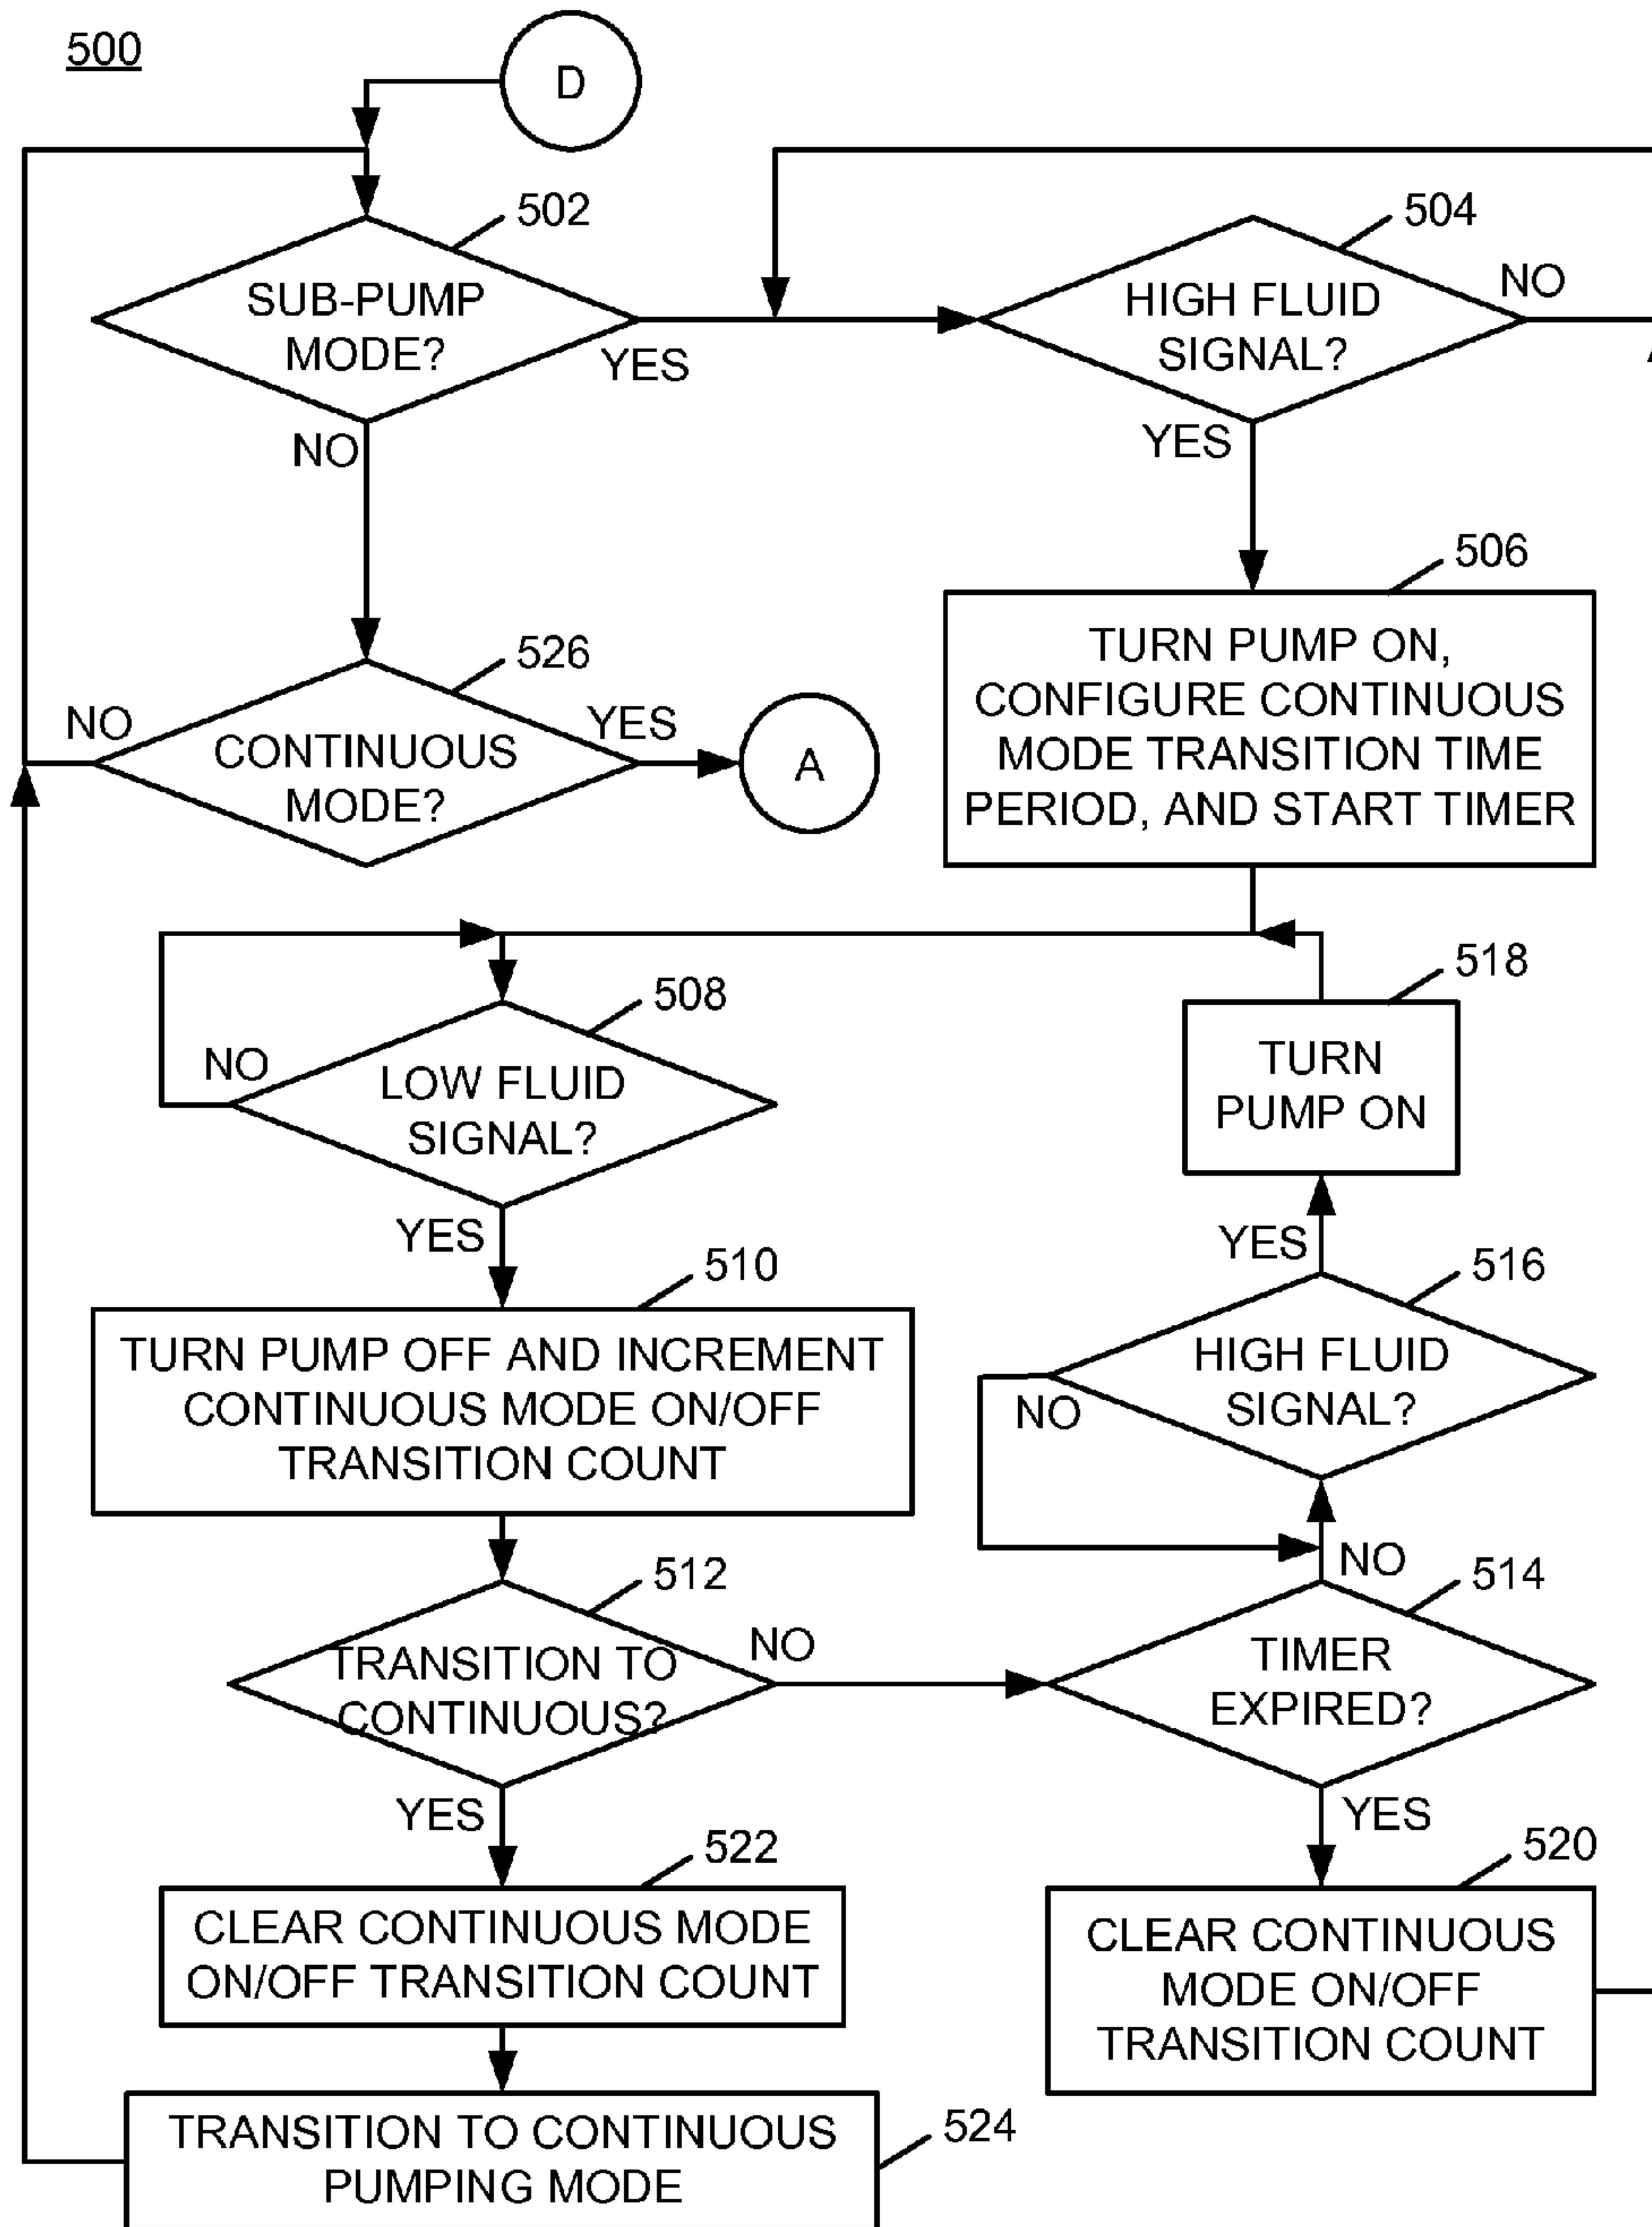 500
D
502
SUB-PUMP
MODE?
YES
NO
504
HIGH FLUID
SIGNAL?
NO
YES
506
TURN PUMP ON,
CONFIGURE CONTINUOUS
MODE TRANSITION TIME
PERIOD, AND START TIMER
526
NO
CONTINUOUS
MODE?
YES
A
508
NO
LOW FLUID
SIGNAL?
YES
518
TURN
PUMP ON
YES
516
HIGH FLUID
SIGNAL?
NO
510
TURN PUMP OFF AND INCREMENT
CONTINUOUS MODE ON/OFF
TRANSITION COUNT
512
TRANSITION TO
CONTINUOUS?
NO
YES
NO
514
TIMER
EXPIRED?
YES
522
CLEAR CONTINUOUS MODE
ON/OFF TRANSITION COUNT
520
CLEAR CONTINUOUS
MODE ON/OFF
TRANSITION COUNT
TRANSITION TO CONTINUOUS
PUMPING MODE
524